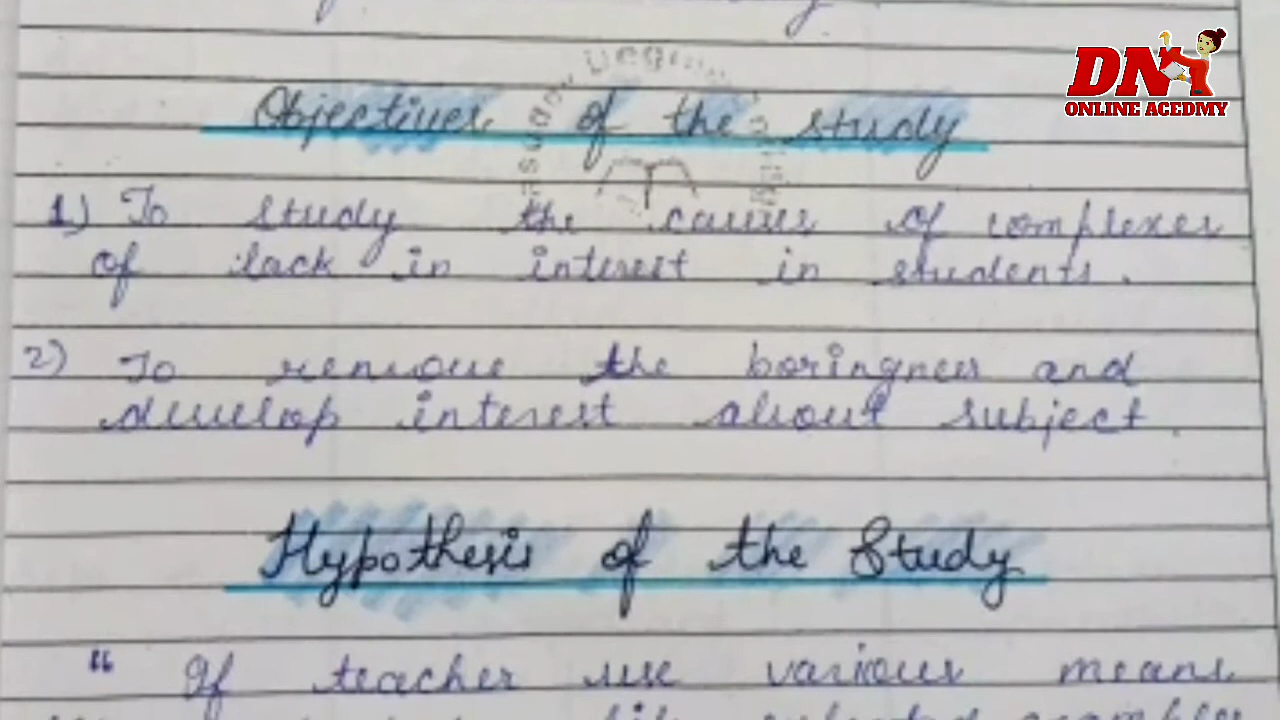 DN
ONLINE ACEDMY
Objectives of the study
1) To study the causes of complexes
of lack in interest in students.
2) To remove the boringness and
develop interest about subject.
Hypothesis of the Study
" If teacher use various means